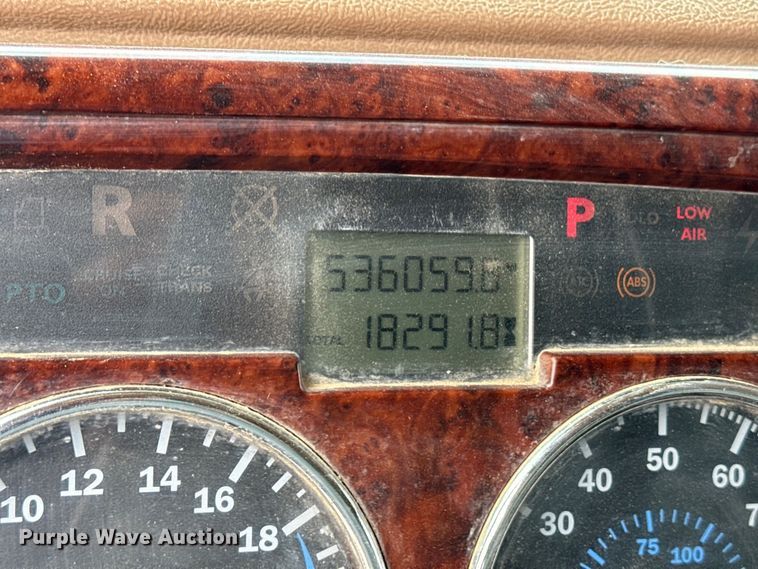 R
P
LOW
AIR
PTO
CRUISE
ON
CHECK
TRANS
ABS
536059.
TOTAL 18291.8
10 12 14 16 18
30 40 50 60
75 100
Purple Wave Auction